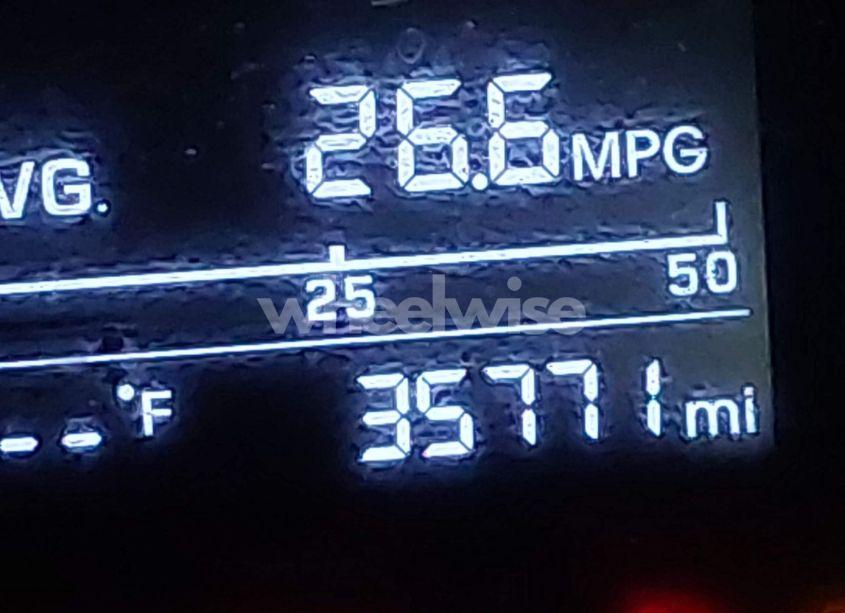 26.6 MPG
VG.
25 50
wheelwise
-- °F 35771 mi